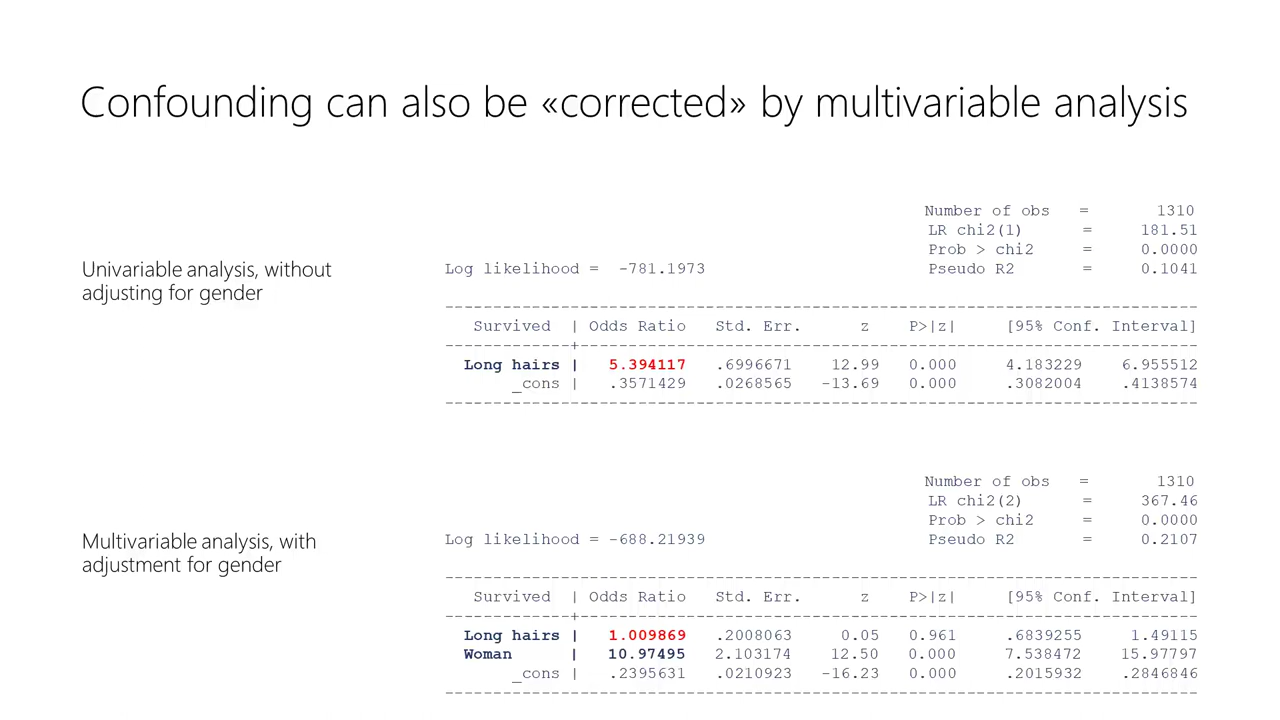 Confounding can also be «corrected» by multivariable analysis
Number of obs = 1310
LR chi2(1) = 181.51
Prob > chi2 = 0.0000
Univariable analysis, without
adjusting for gender
Log likelihood = -781.1973 Pseudo R2 = 0.1041
------------------------------------------------------------------------------
Survived | Odds Ratio Std. Err. z P>|z| [95% Conf. Interval]
-------------+----------------------------------------------------------------
Long hairs | 5.394117 .6996671 12.99 0.000 4.183229 6.955512
_cons | .3571429 .0268565 -13.69 0.000 .3082004 .4138574
------------------------------------------------------------------------------
Number of obs = 1310
LR chi2(2) = 367.46
Prob > chi2 = 0.0000
Multivariable analysis, with
adjustment for gender
Log likelihood = -688.21939 Pseudo R2 = 0.2107
------------------------------------------------------------------------------
Survived | Odds Ratio Std. Err. z P>|z| [95% Conf. Interval]
-------------+----------------------------------------------------------------
Long hairs | 1.009869 .2008063 0.05 0.961 .6839255 1.49115
Woman | 10.97495 2.103174 12.50 0.000 7.538472 15.97797
_cons | .2395631 .0210923 -16.23 0.000 .2015932 .2846846
------------------------------------------------------------------------------